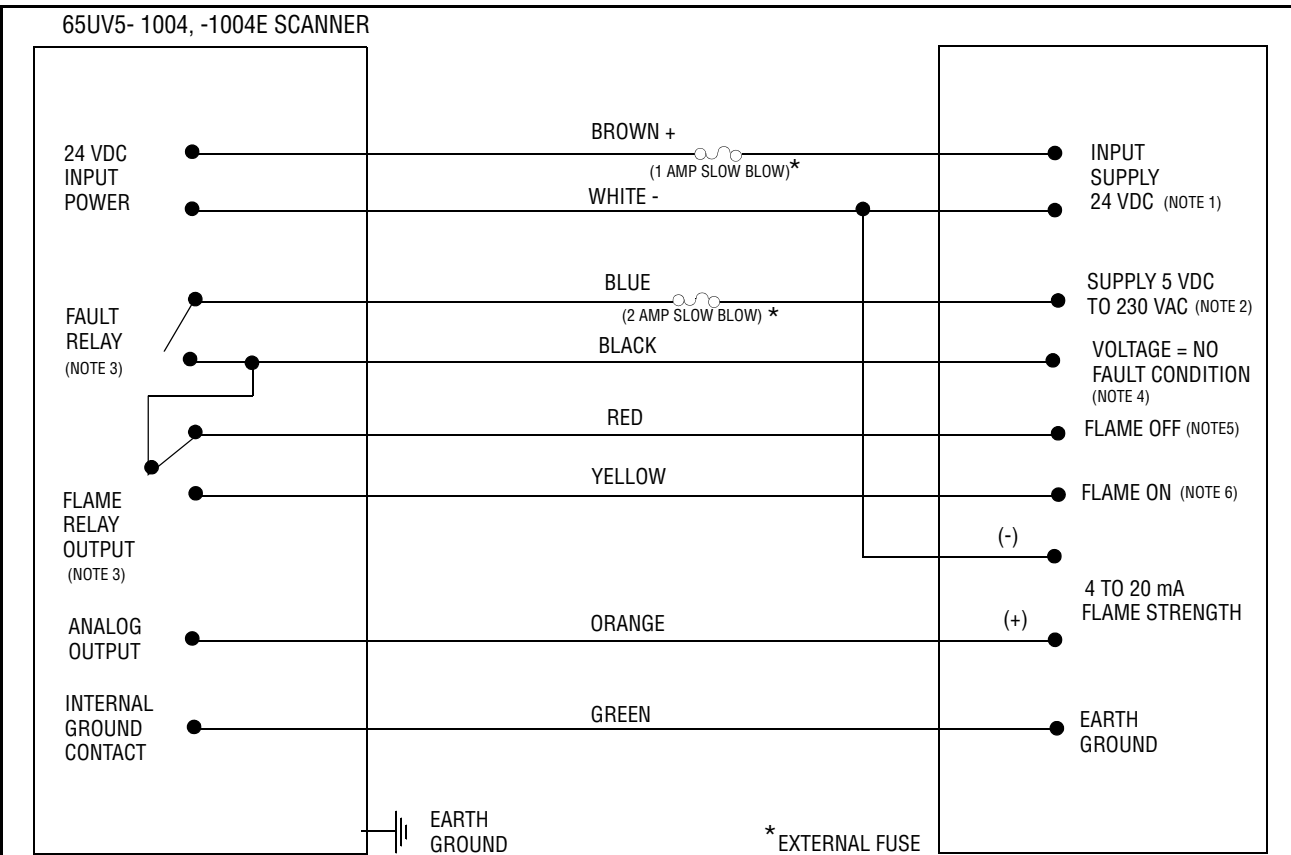 65UV5- 1004, -1004E SCANNER
24 VDC
INPUT
POWER
BROWN +
(1 AMP SLOW BLOW)*
WHITE -
INPUT
SUPPLY
24 VDC (NOTE 1)
FAULT
RELAY
(NOTE 3)
BLUE
(2 AMP SLOW BLOW) *
BLACK
SUPPLY 5 VDC
TO 230 VAC (NOTE 2)
VOLTAGE = NO
FAULT CONDITION
(NOTE 4)
RED
FLAME OFF (NOTE5)
FLAME
RELAY
OUTPUT
(NOTE 3)
YELLOW
FLAME ON (NOTE 6)
(-)
4 TO 20 mA
FLAME STRENGTH
(+)
ANALOG
OUTPUT
ORANGE
INTERNAL
GROUND
CONTACT
GREEN
EARTH
GROUND
EARTH
GROUND
*EXTERNAL FUSE